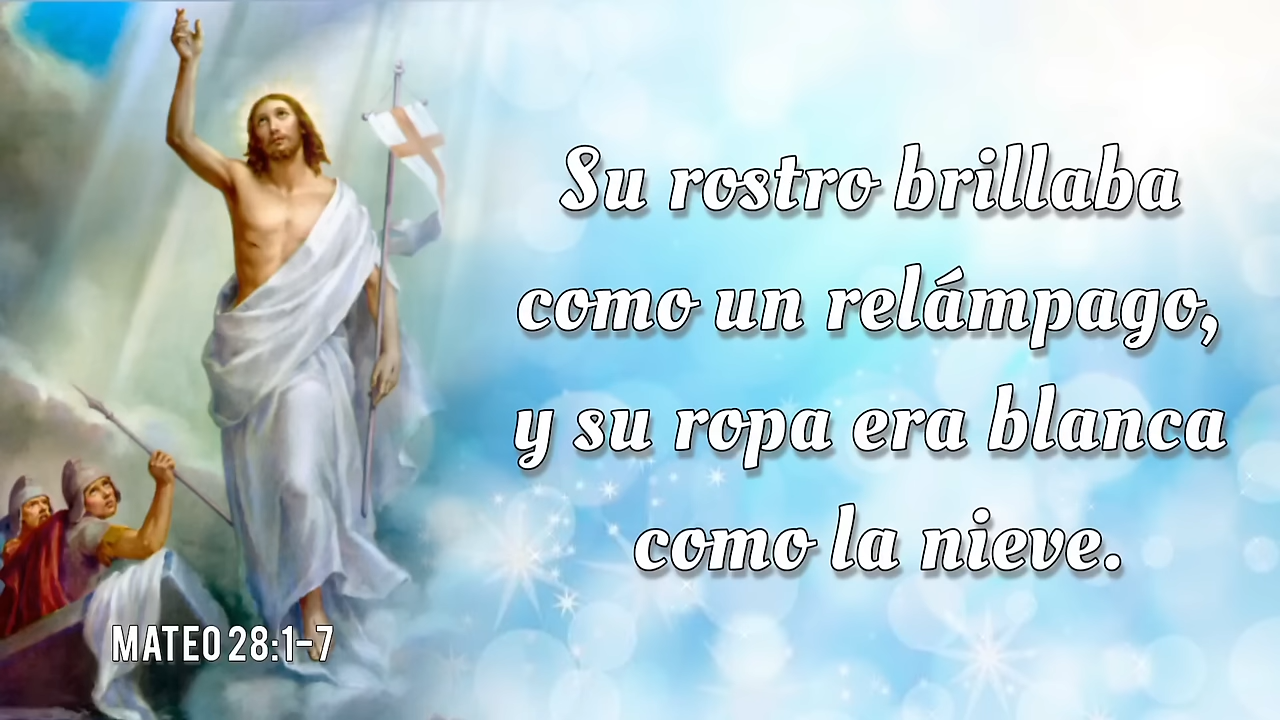 Su rostro brillaba
como un relámpago,
y su ropa era blanca
como la nieve.
MATEO 28:1-7